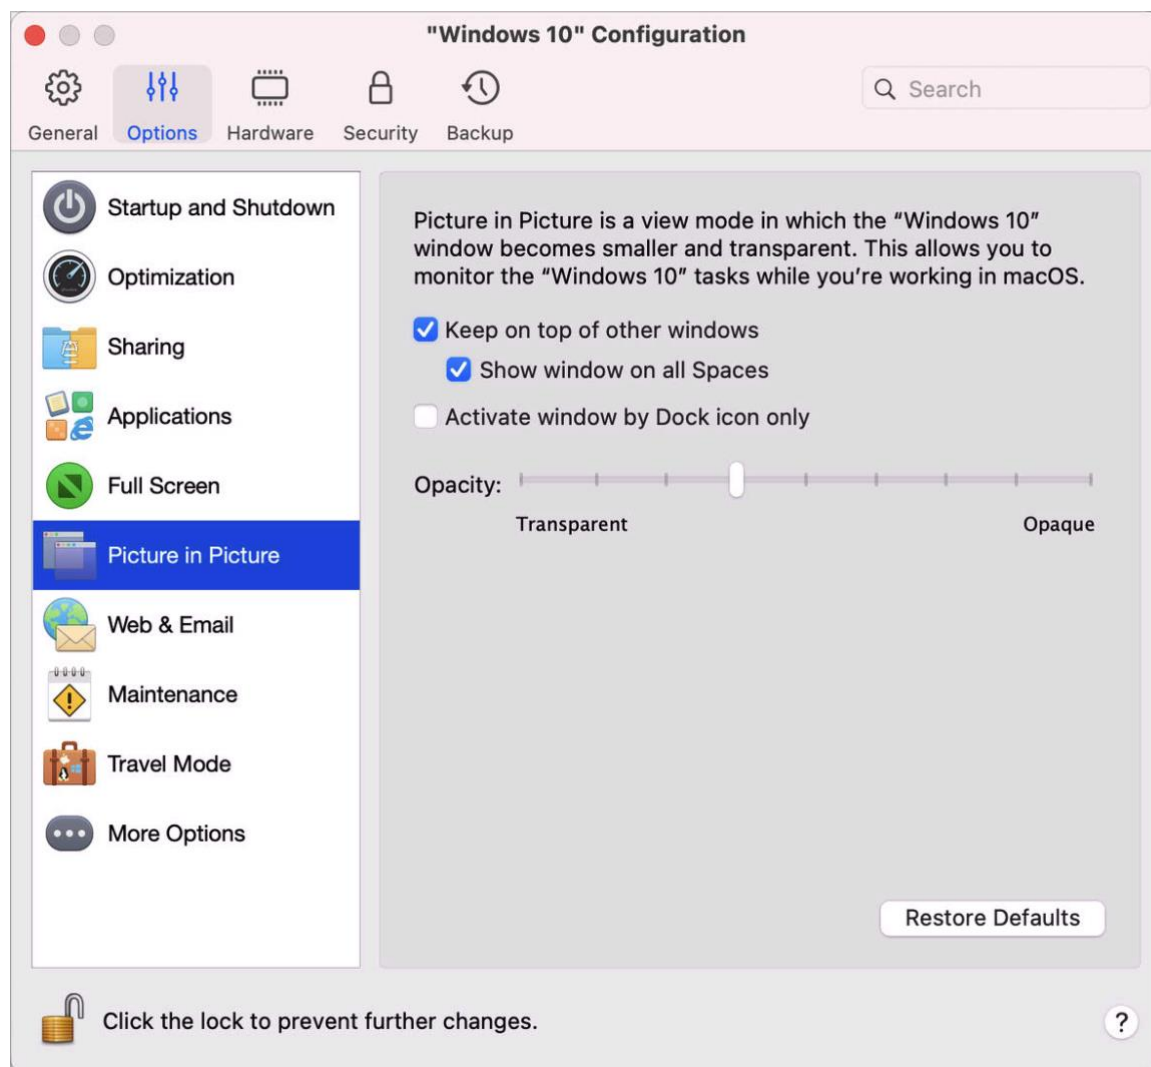 "Windows 10" Configuration
General
Options
Hardware
Security
Backup
Search
Startup and Shutdown
Optimization
Sharing
Applications
Full Screen
Picture in Picture
Web & Email
Maintenance
Travel Mode
More Options
Picture in Picture is a view mode in which the “Windows 10”
window becomes smaller and transparent. This allows you to
monitor the “Windows 10” tasks while you’re working in macOS.
Keep on top of other windows
Show window on all Spaces
Activate window by Dock icon only
Opacity:
Transparent
Opaque
Restore Defaults
Click the lock to prevent further changes.
?